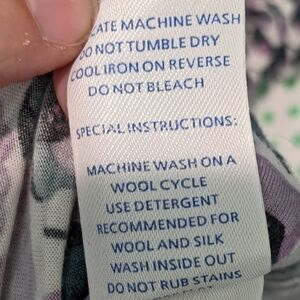 CATE MACHINE WASH
DO NOT TUMBLE DRY
COOL IRON ON REVERSE
DO NOT BLEACH
SPECIAL INSTRUCTIONS:
MACHINE WASH ON A
WOOL CYCLE
USE DETERGENT
RECOMMENDED FOR
WOOL AND SILK
WASH INSIDE OUT
DO NOT RUB STAINS